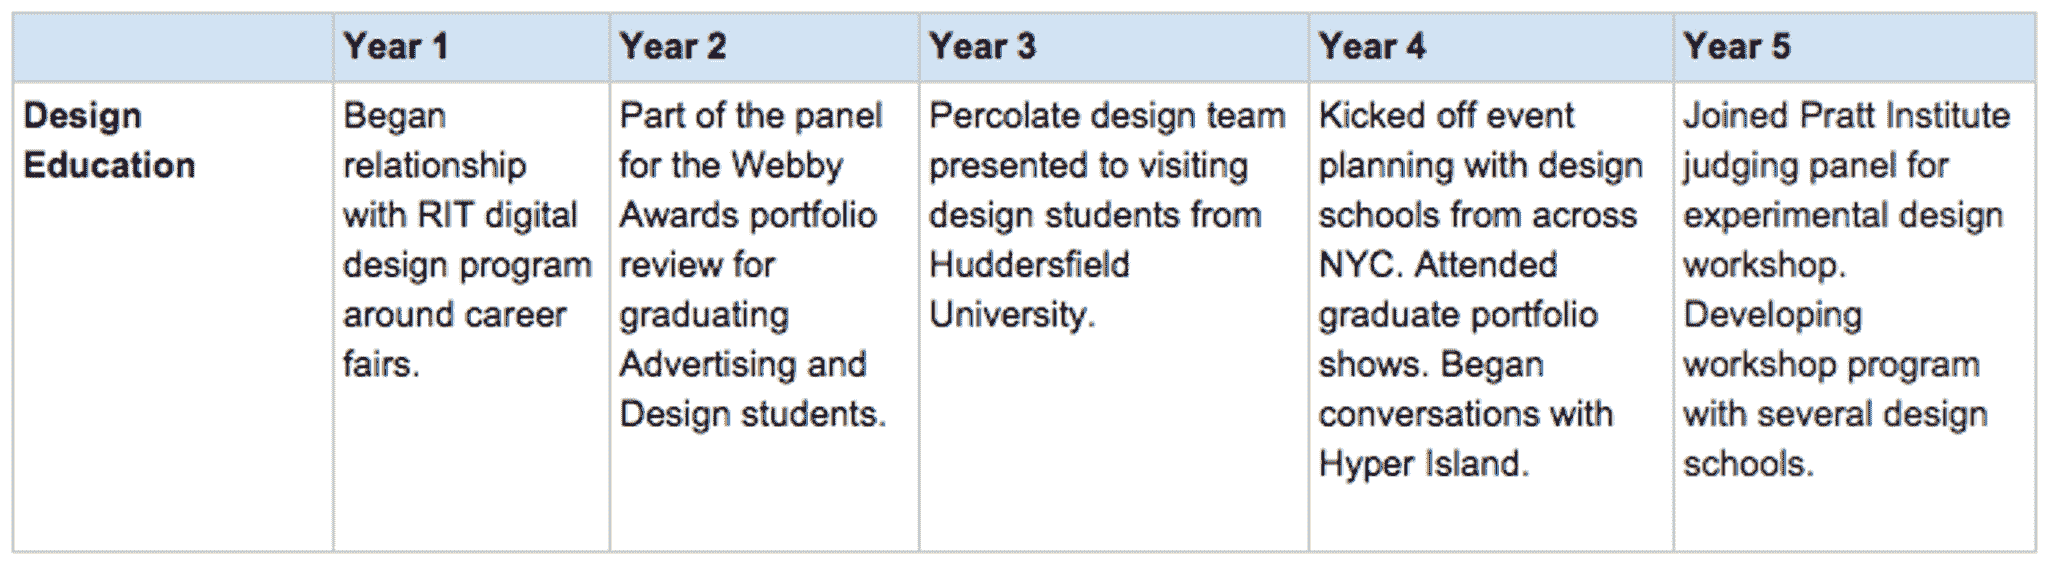 Year 1
Year 2
Year 3
Year 4
Year 5
Design
Education
Began
relationship
with RIT digital
design program
around career
fairs.
Part of the panel
for the Webby
Awards portfolio
review for
graduating
Advertising and
Design students.
Percolate design team
presented to visiting
design students from
Huddersfield
University.
Kicked off event
planning with design
schools from across
NYC. Attended
graduate portfolio
shows. Began
conversations with
Hyper Island.
Joined Pratt Institute
judging panel for
experimental design
workshop.
Developing
workshop program
with several design
schools.